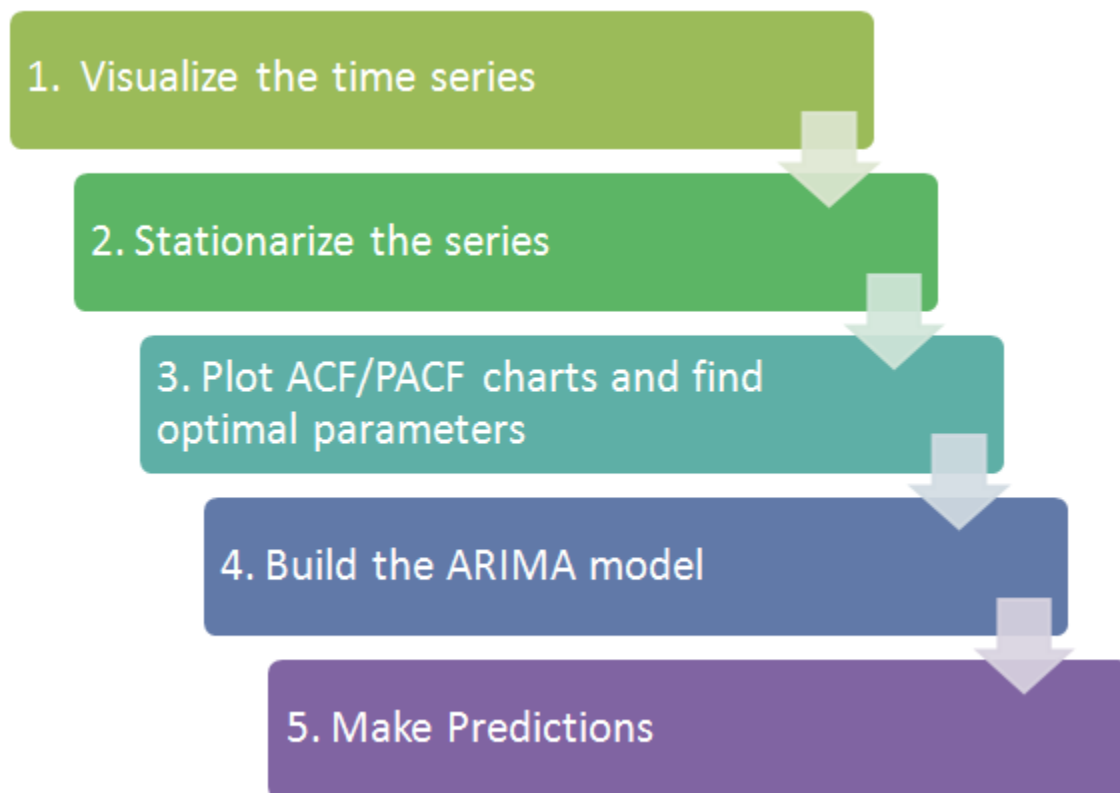 1. Visualize the time series
2. Stationarize the series
3. Plot ACF/PACF charts and find
optimal parameters
4. Build the ARIMA model
5. Make Predictions